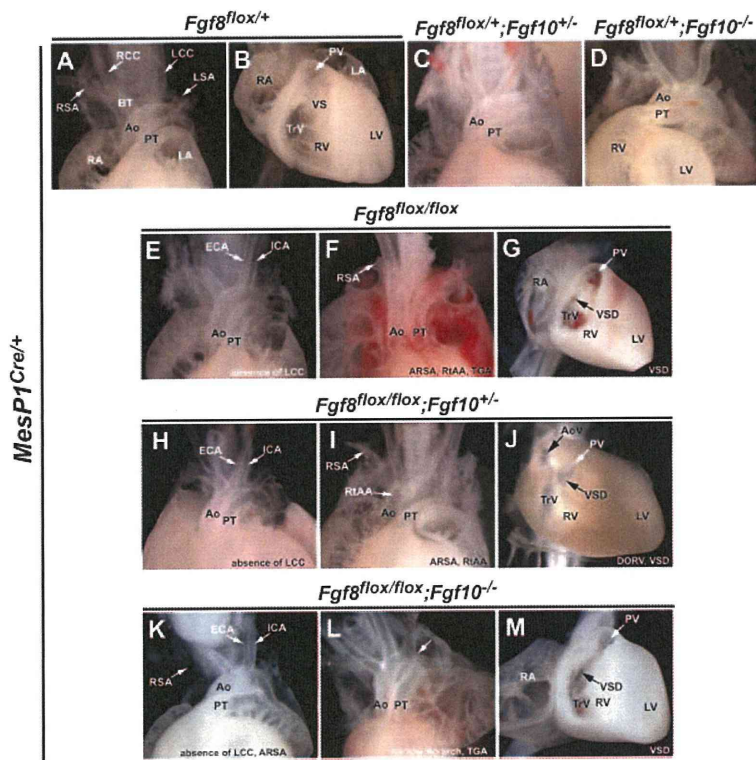 Fgf8flox/+
Fgf8flox/+;Fgf10+/-
Fgf8flox/+;Fgf10-/-
A
RCC
LCC
RSA
LSA
BT
Ao
PT
RA
LA
B
PV
RA
LA
VS
TrV
RV
LV
C
Ao
PT
D
Ao
PT
RV
LV
Fgf8flox/flox
E
ECA
ICA
Ao
PT
absence of LCC
F
RSA
Ao
PT
ARSA, RtAA, TGA
G
PV
RA
VSD
TrV
RV
LV
VSD
MesP1Cre/+
Fgf8flox/flox;Fgf10+/-
H
ECA
ICA
Ao
PT
absence of LCC
I
RSA
RtAA
Ao
PT
ARSA, RtAA
J
AoV
PV
VSD
TrV
RV
LV
DORV, VSD
Fgf8flox/flox;Fgf10-/-
K
ECA
ICA
RSA
Ao
PT
absence of LCC, ARSA
L
Ao
PT
arch, TGA
M
PV
RA
VSD
TrV
RV
LV
VSD